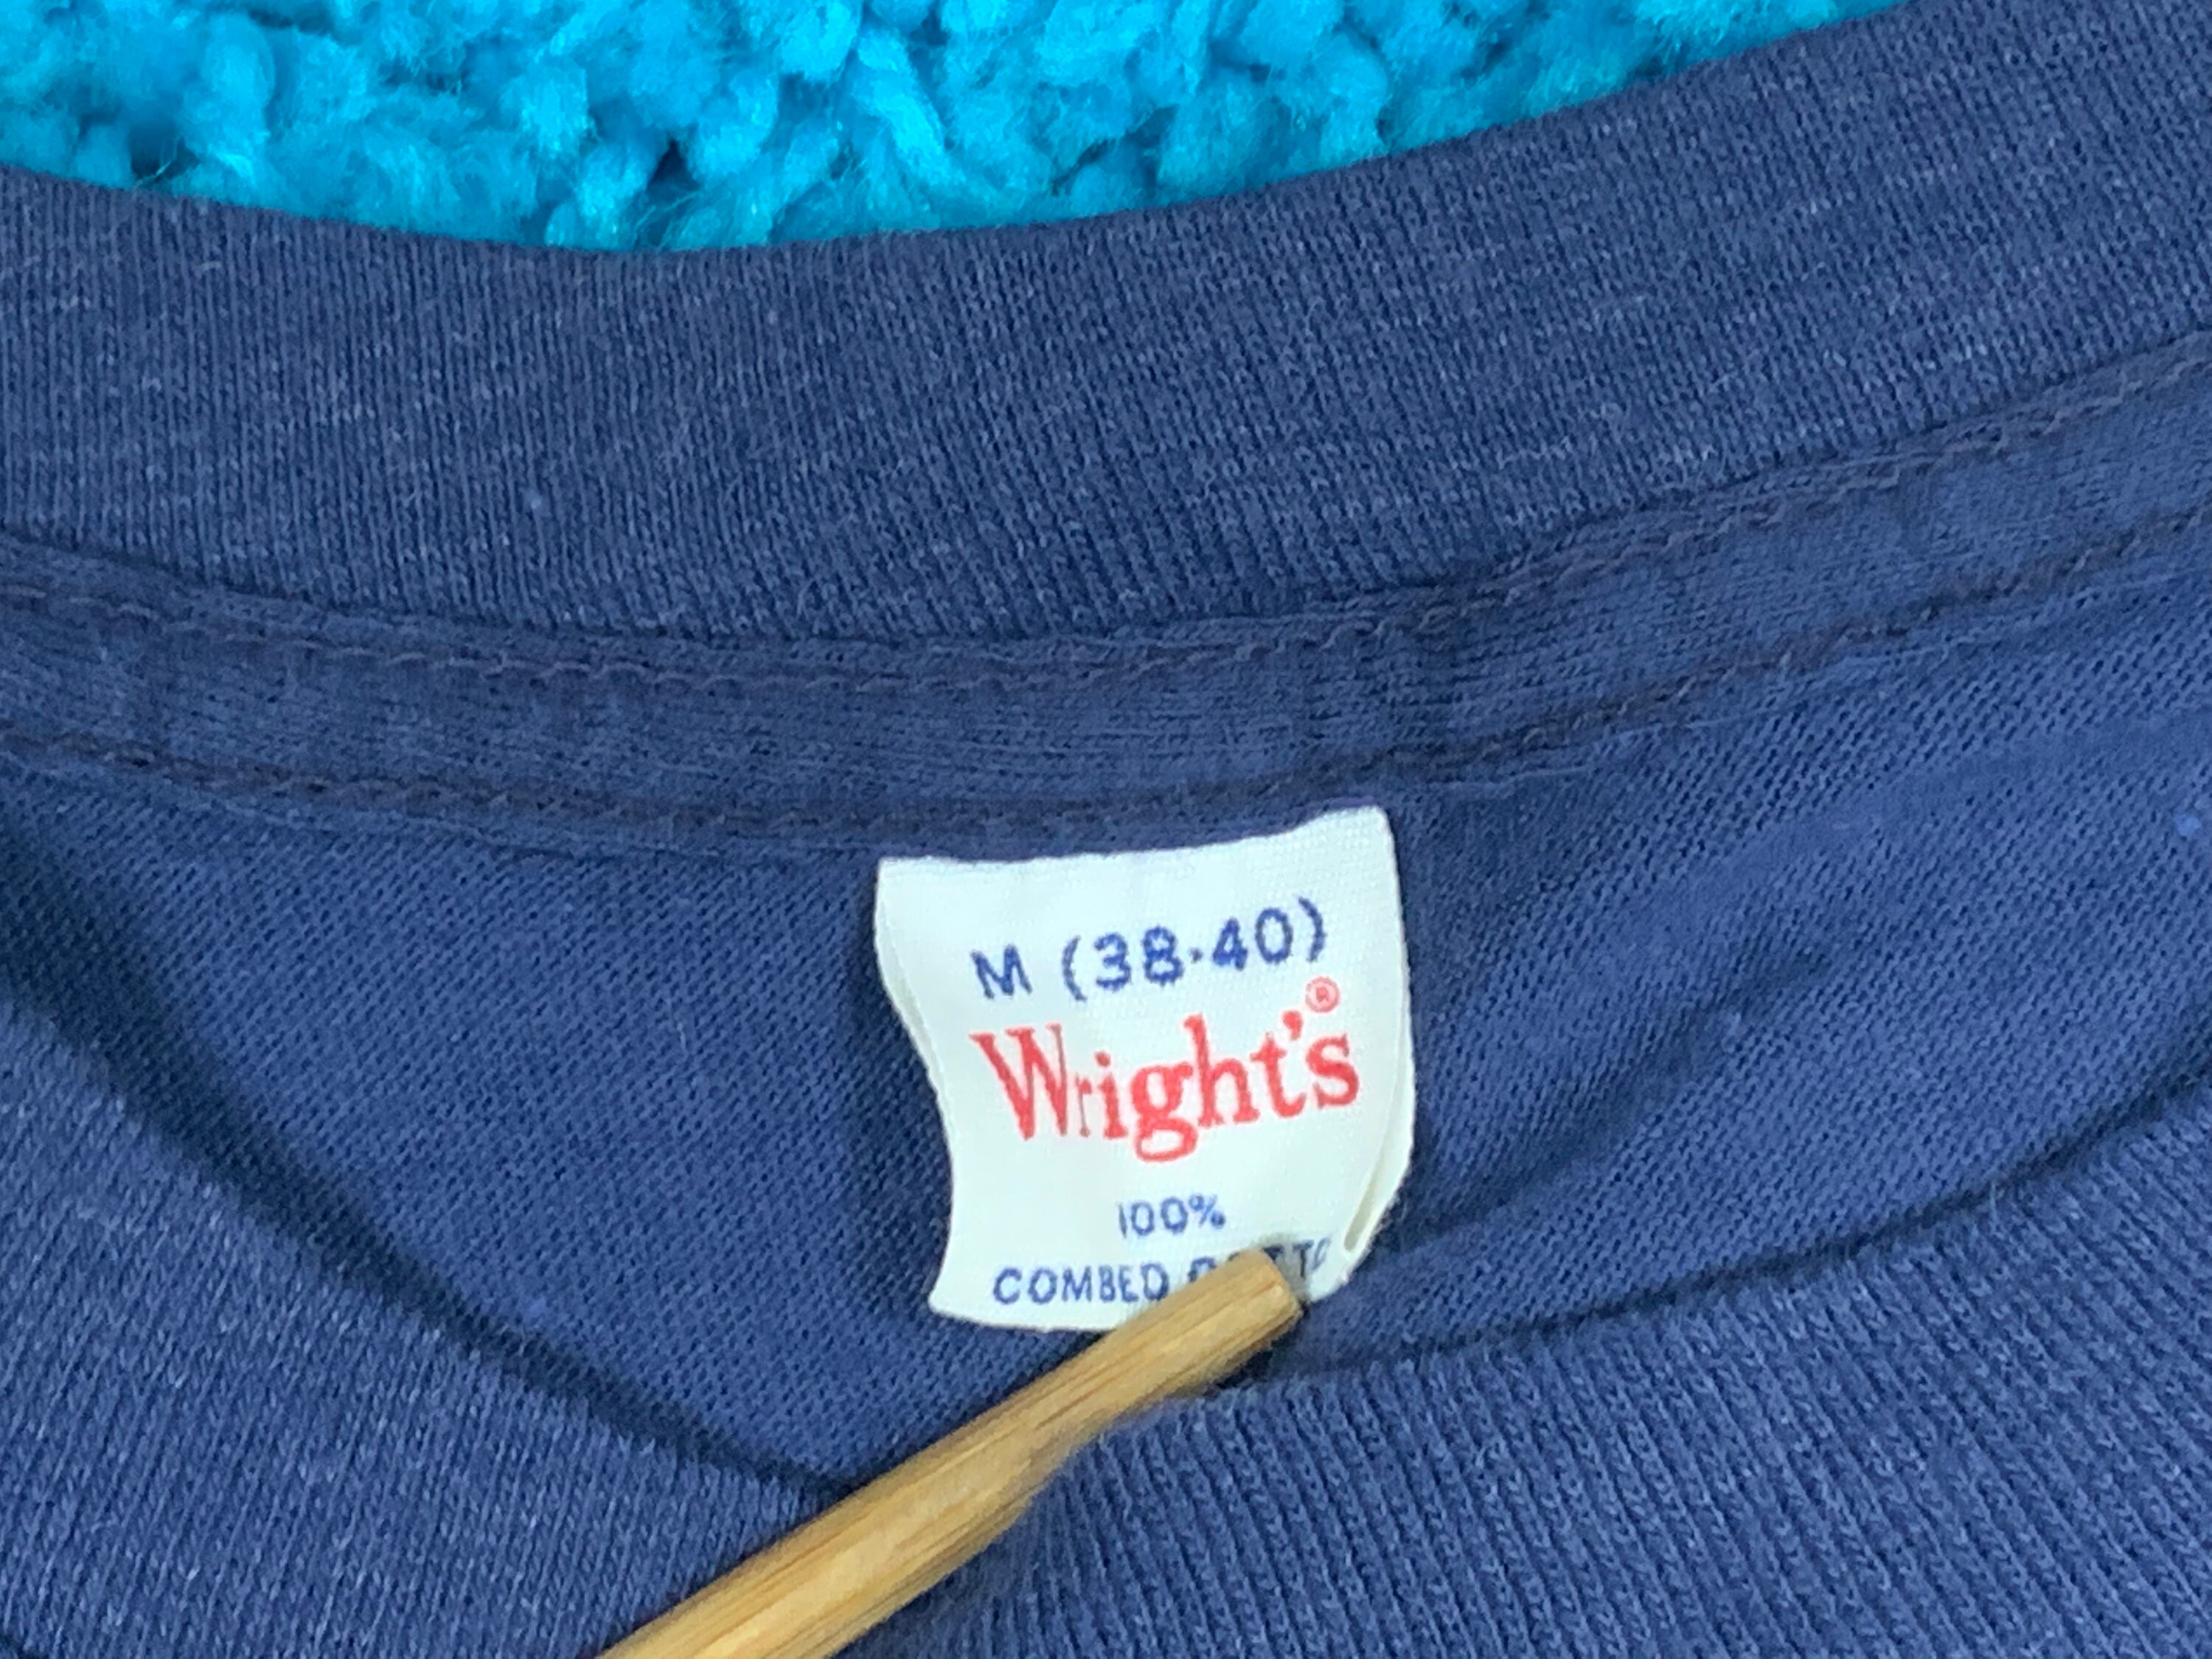 M (38-40)
Wright's®
100%
COMBED